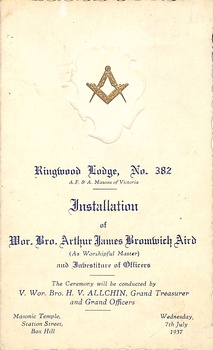 Ringwood Lodge, No. 382
A.F. & A. Masons of Victoria
Installation
of
Wor. Bro. Arthur James Bromwich Aird
(As Worshipful Master)
and Investiture of Officers
The Ceremony will be conducted by
V. Wor. Bro. H. V. ALLCHIN, Grand Treasurer
and Grand Officers
Masonic Temple,
Station Street,
Box Hill
Wednesday,
7th July
1937